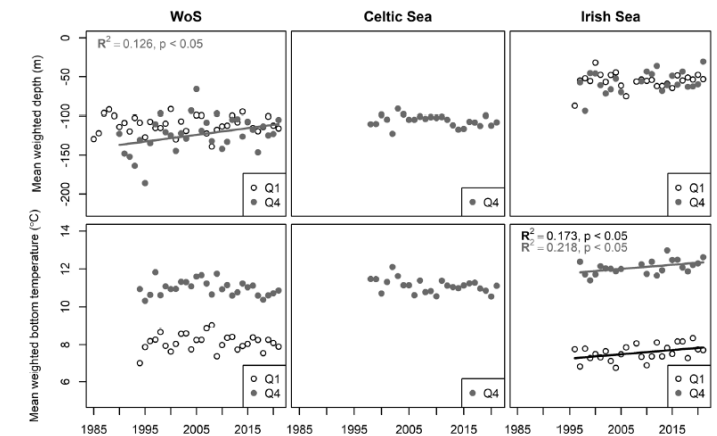 WoS Celtic Sea Irish Sea
Mean weighted depth (m)
0
-50
-100
-150
-200
R² = 0.126, p < 0.05
Q1
Q4
Q4
Q1
Q4
Mean weighted bottom temperature (°C)
14
12
10
8
6
R² = 0.173, p < 0.05
R² = 0.218, p < 0.05
Q1
Q4
Q4
Q1
Q4
1985 1995 2005 2015 1985 1995 2005 2015 1985 1995 2005 2015